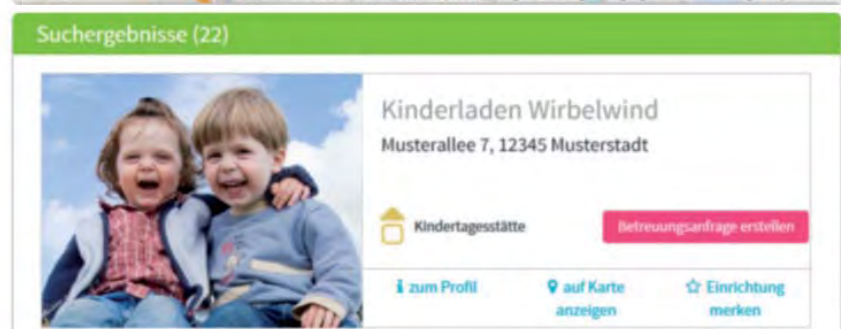 Suchergebnisse (22)
Kinderladen Wirbelwind
Musterallee 7, 12345 Musterstadt
Kindertagesstätte
Betreuungsanfrage erstellen
zum Profil
auf Karte
anzeigen
Einrichtung
merken